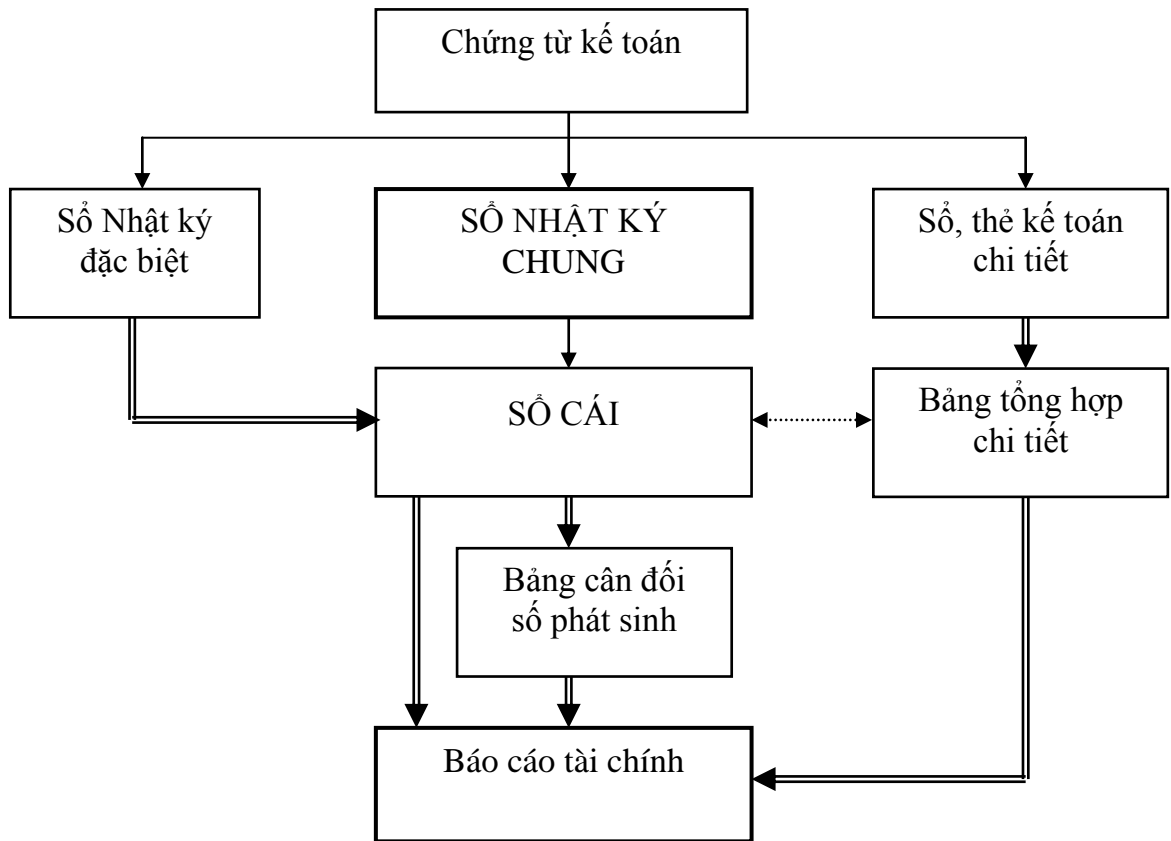 Chứng từ kế toán
Sổ Nhật ký
đặc biệt
SỔ NHẬT KÝ
CHUNG
Sổ, thẻ kế toán
chi tiết
SỔ CÁI
Bảng tổng hợp
chi tiết
Bảng cân đối
số phát sinh
Báo cáo tài chính